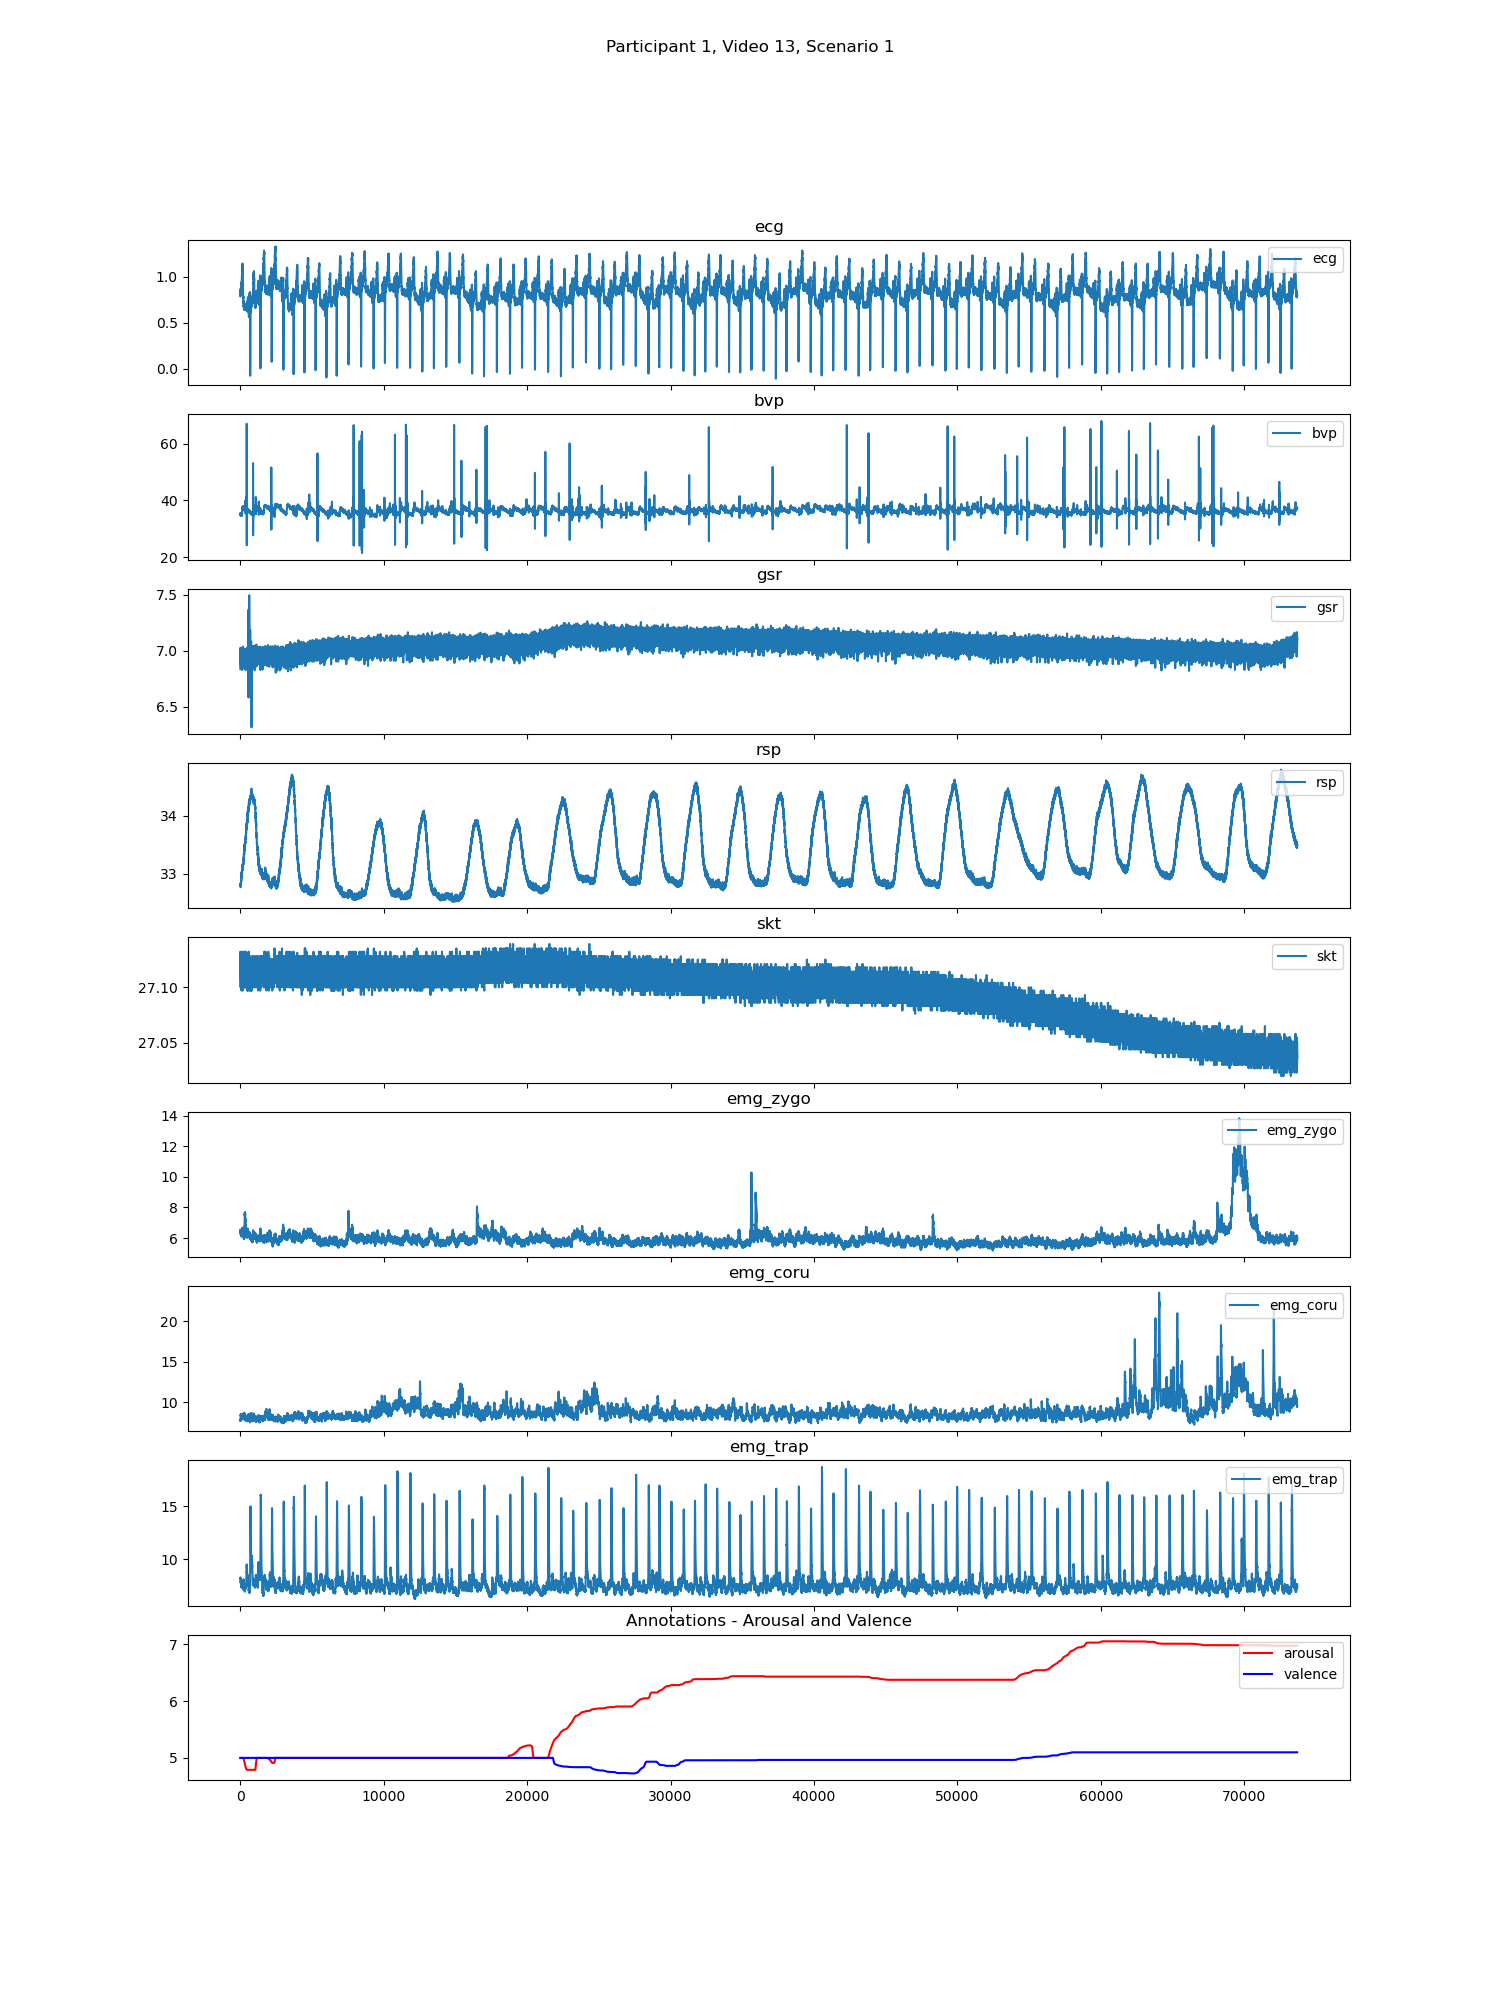 Participant 1, Video 13, Scenario 1
ecg
1.0
0.5
0.0
ecg
bvp
60
40
20
bvp
gsr
7.5
7.0
6.5
gsr
rsp
34
33
rsp
skt
27.10
27.05
skt
emg_zygo
14
12
10
8
6
emg_zygo
emg_coru
20
15
10
emg_coru
emg_trap
15
10
emg_trap
Annotations - Arousal and Valence
7
6
5
arousal
valence
0 10000 20000 30000 40000 50000 60000 70000